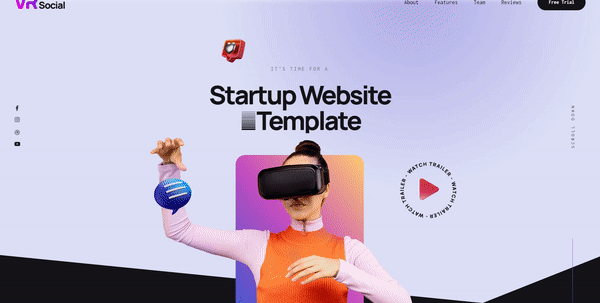 VR Social
About Features Team Reviews Free Trial
IT'S TIME FOR A
Startup Website
Template
WATCH TRAILER - WATCH TRAILER - WATCH TRAILER -
SCROLL DOWN